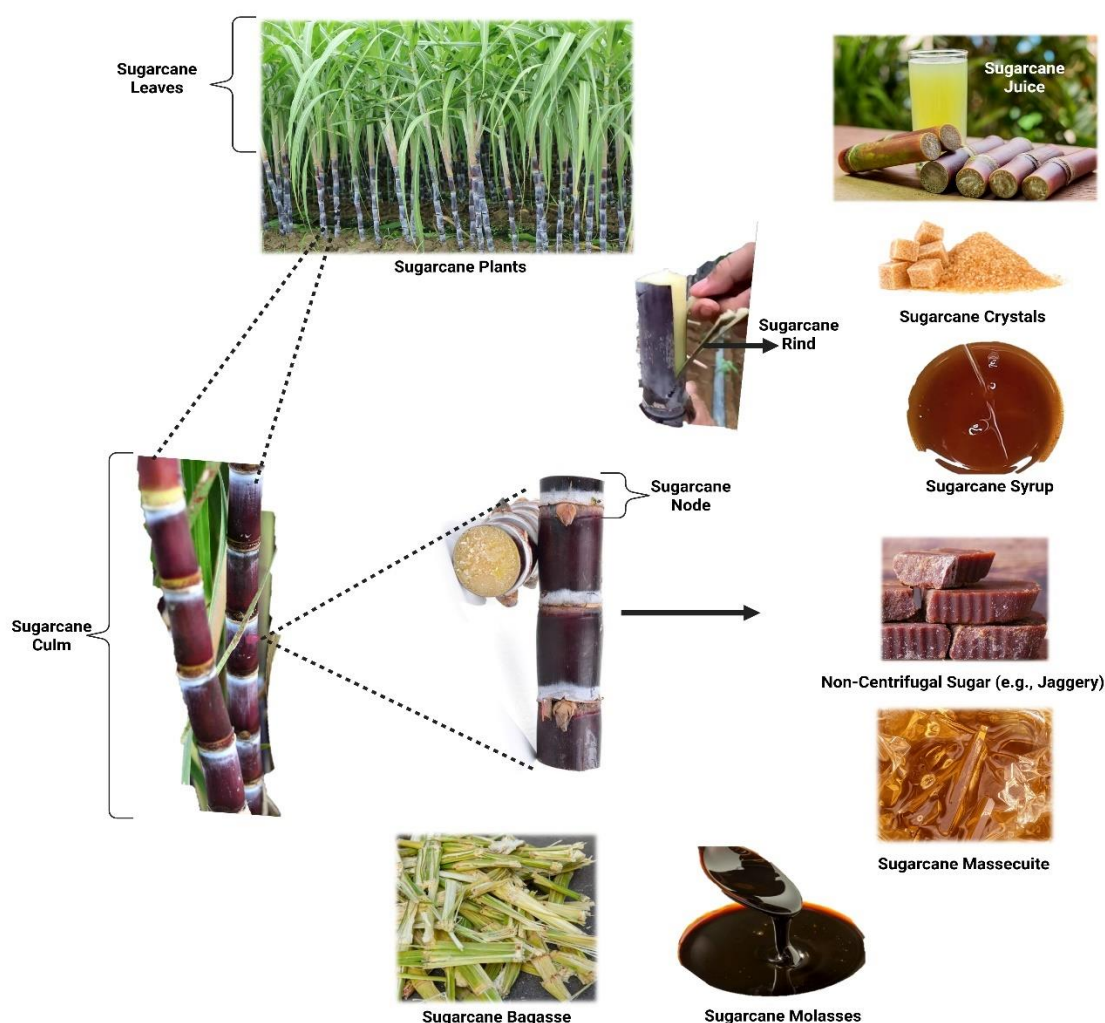 Sugarcane
Leaves
Sugarcane
Juice
Sugarcane Plants
Sugarcane Crystals
Sugarcane
Rind
Sugarcane Syrup
Sugarcane
Node
Sugarcane
Culm
Non-Centrifugal Sugar (e.g., Jaggery)
Sugarcane Massecuite
Sugarcane Bagasse
Sugarcane Molasses